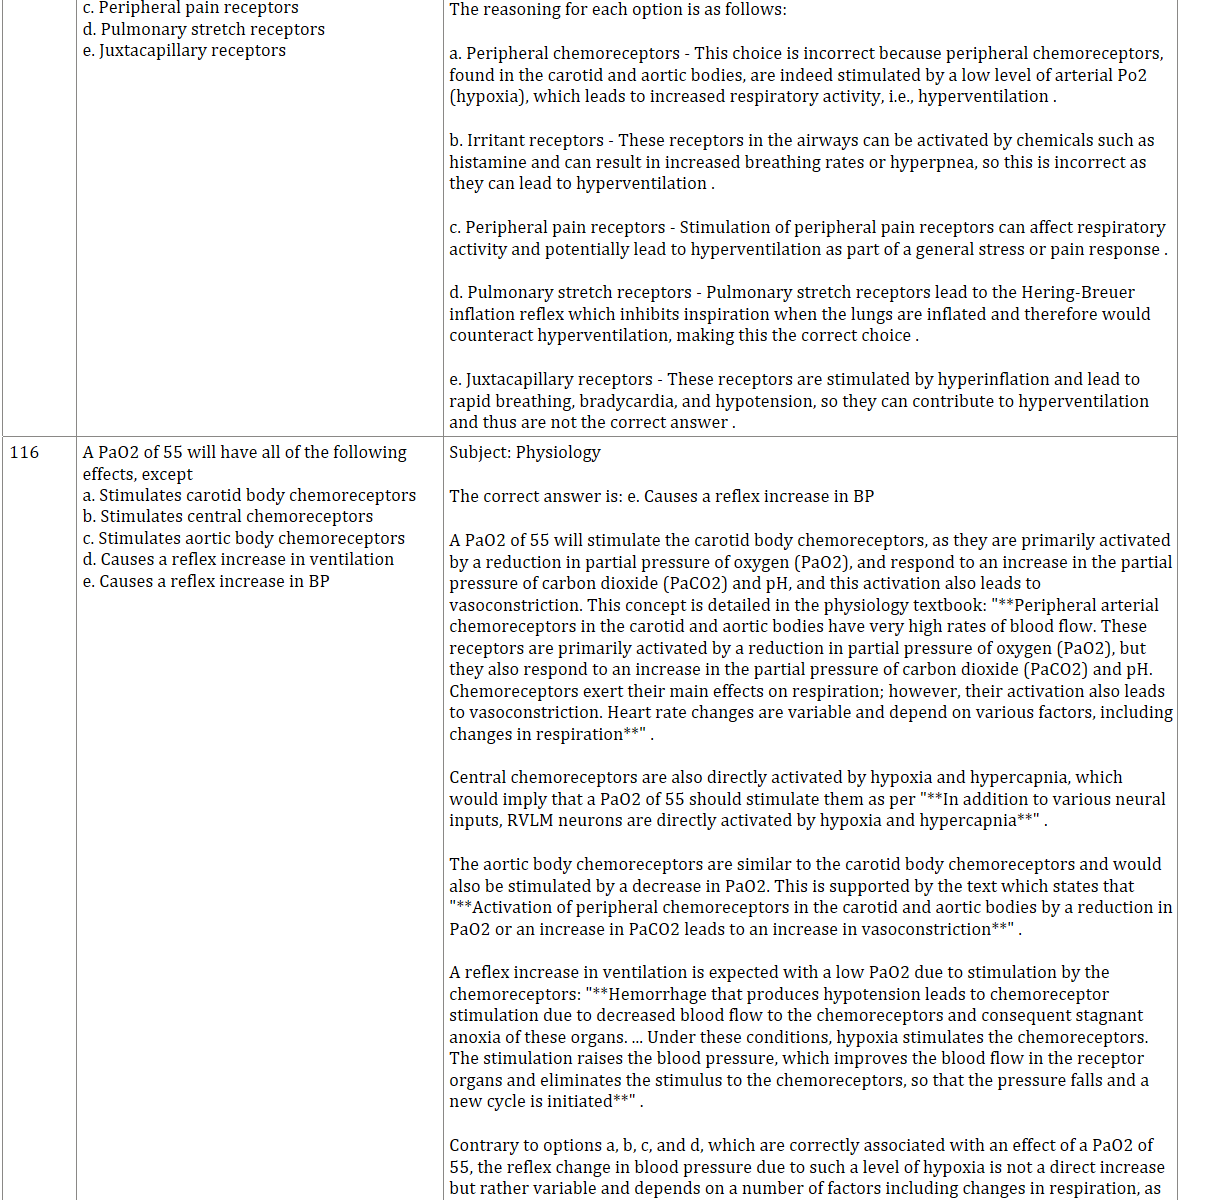 c. Peripheral pain receptors
d. Pulmonary stretch receptors
e. Juxtacapillary receptors
The reasoning for each option is as follows:
a. Peripheral chemoreceptors - This choice is incorrect because peripheral chemoreceptors,
found in the carotid and aortic bodies, are indeed stimulated by a low level of arterial Po2
(hypoxia), which leads to increased respiratory activity, i.e., hyperventilation .
b. Irritant receptors - These receptors in the airways can be activated by chemicals such as
histamine and can result in increased breathing rates or hyperpnea, so this is incorrect as
they can lead to hyperventilation .
c. Peripheral pain receptors - Stimulation of peripheral pain receptors can affect respiratory
activity and potentially lead to hyperventilation as part of a general stress or pain response .
d. Pulmonary stretch receptors - Pulmonary stretch receptors lead to the Hering-Breuer
inflation reflex which inhibits inspiration when the lungs are inflated and therefore would
counteract hyperventilation, making this the correct choice .
e. Juxtacapillary receptors - These receptors are stimulated by hyperinflation and lead to
rapid breathing, bradycardia, and hypotension, so they can contribute to hyperventilation
and thus are not the correct answer .
116
A PaO2 of 55 will have all of the following
effects, except
a. Stimulates carotid body chemoreceptors
b. Stimulates central chemoreceptors
c. Stimulates aortic body chemoreceptors
d. Causes a reflex increase in ventilation
e. Causes a reflex increase in BP
Subject: Physiology
The correct answer is: e. Causes a reflex increase in BP
A PaO2 of 55 will stimulate the carotid body chemoreceptors, as they are primarily activated
by a reduction in partial pressure of oxygen (PaO2), and respond to an increase in the partial
pressure of carbon dioxide (PaCO2) and pH, and this activation also leads to
vasoconstriction. This concept is detailed in the physiology textbook: "**Peripheral arterial
chemoreceptors in the carotid and aortic bodies have very high rates of blood flow. These
receptors are primarily activated by a reduction in partial pressure of oxygen (PaO2), but
they also respond to an increase in the partial pressure of carbon dioxide (PaCO2) and pH.
Chemoreceptors exert their main effects on respiration; however, their activation also leads
to vasoconstriction. Heart rate changes are variable and depend on various factors, including
changes in respiration**" .
Central chemoreceptors are also directly activated by hypoxia and hypercapnia, which
would imply that a PaO2 of 55 should stimulate them as per "**In addition to various neural
inputs, RVLM neurons are directly activated by hypoxia and hypercapnia**" .
The aortic body chemoreceptors are similar to the carotid body chemoreceptors and would
also be stimulated by a decrease in PaO2. This is supported by the text which states that
"**Activation of peripheral chemoreceptors in the carotid and aortic bodies by a reduction in
PaO2 or an increase in PaCO2 leads to an increase in vasoconstriction**" .
A reflex increase in ventilation is expected with a low PaO2 due to stimulation by the
chemoreceptors: "**Hemorrhage that produces hypotension leads to chemoreceptor
stimulation due to decreased blood flow to the chemoreceptors and consequent stagnant
anoxia of these organs. ... Under these conditions, hypoxia stimulates the chemoreceptors.
The stimulation raises the blood pressure, which improves the blood flow in the receptor
organs and eliminates the stimulus to the chemoreceptors, so that the pressure falls and a
new cycle is initiated**" .
Contrary to options a, b, c, and d, which are correctly associated with an effect of a PaO2 of
55, the reflex change in blood pressure due to such a level of hypoxia is not a direct increase
but rather variable and depends on a number of factors including changes in respiration, as